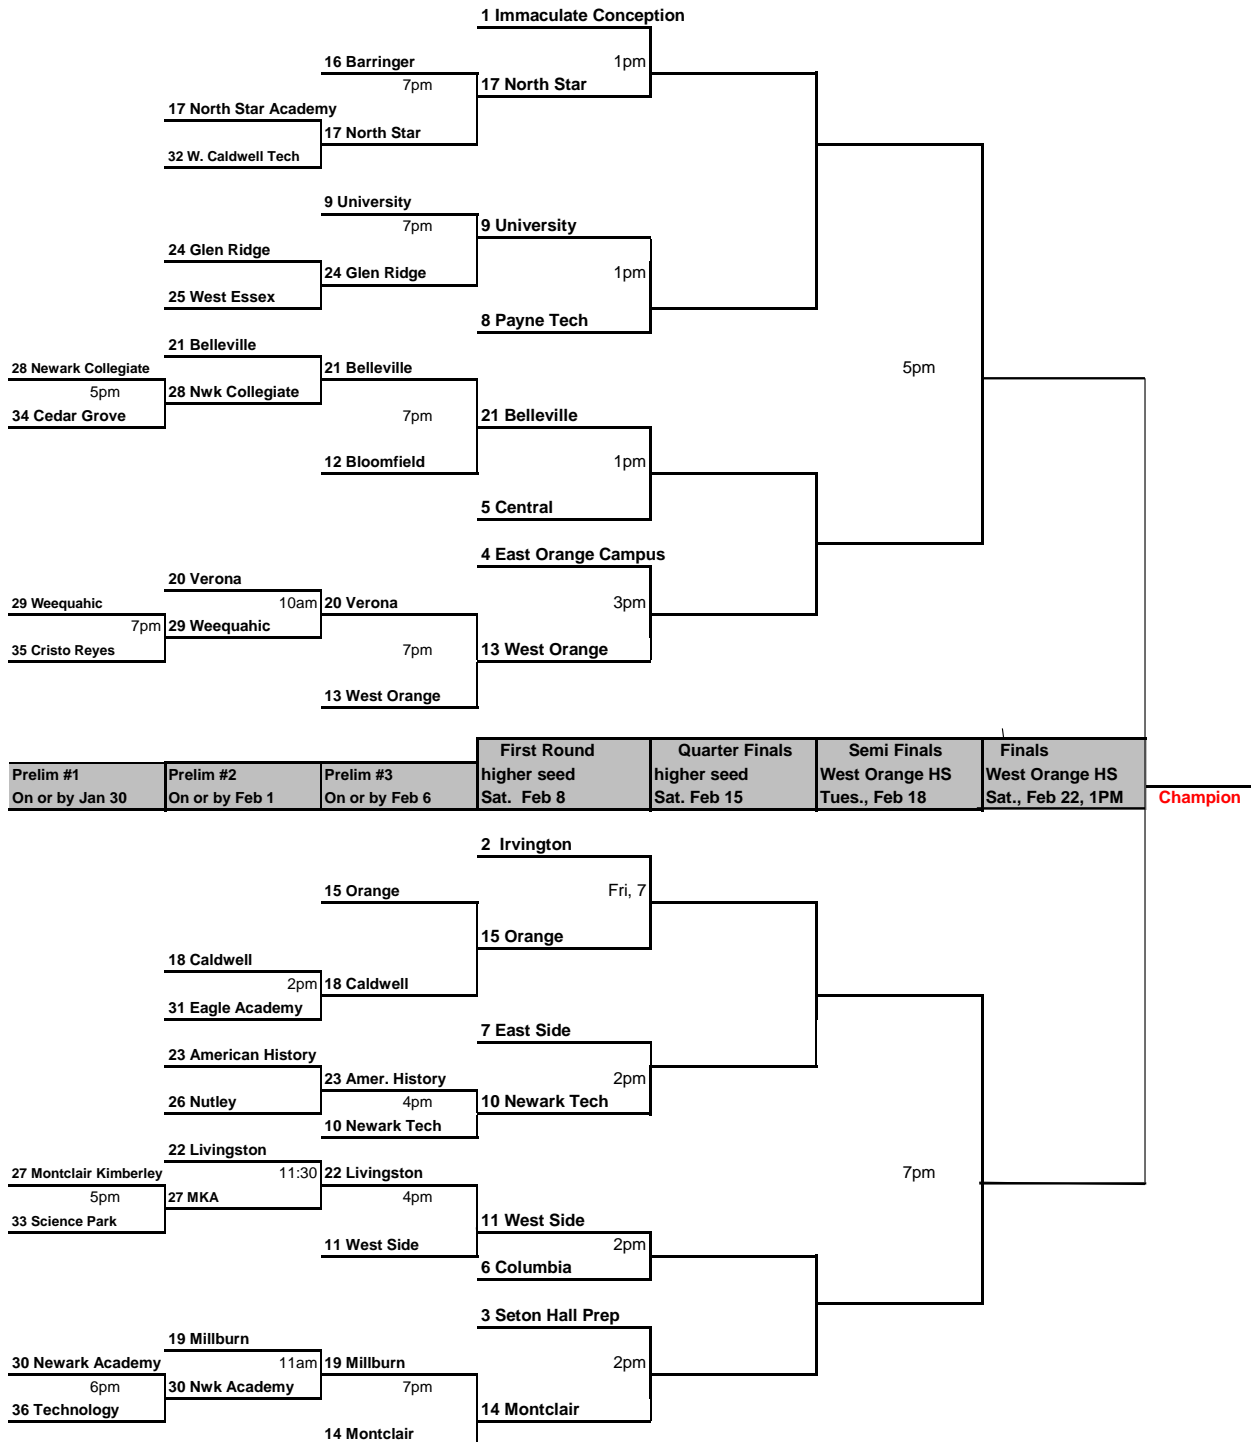 1 Immaculate Conception
16 Barringer
1pm
7pm
17 North Star
17 North Star Academy
17 North Star
32 W. Caldwell Tech
9 University
7pm
9 University
24 Glen Ridge
24 Glen Ridge
1pm
25 West Essex
8 Payne Tech
21 Belleville
28 Newark Collegiate
21 Belleville
5pm
5pm
28 Nwk Collegiate
34 Cedar Grove
7pm
21 Belleville
12 Bloomfield
1pm
5 Central
4 East Orange Campus
20 Verona
29 Weequahic
10am
20 Verona
3pm
7pm
29 Weequahic
35 Cristo Reyes
7pm
13 West Orange
13 West Orange
First Round
Quarter Finals
Semi Finals
Finals
Prelim #1
Prelim #2
Prelim #3
higher seed
higher seed
West Orange HS
West Orange HS
On or by Jan 30
On or by Feb 1
On or by Feb 6
Sat. Feb 8
Sat. Feb 15
Tues., Feb 18
Sat., Feb 22, 1PM
Champion
2 Irvington
15 Orange
Fri, 7
15 Orange
18 Caldwell
2pm
18 Caldwell
31 Eagle Academy
7 East Side
23 American History
23 Amer. History
2pm
26 Nutley
4pm
10 Newark Tech
10 Newark Tech
22 Livingston
27 Montclair Kimberley
11:30
22 Livingston
7pm
5pm
27 MKA
4pm
33 Science Park
11 West Side
11 West Side
2pm
6 Columbia
3 Seton Hall Prep
19 Millburn
30 Newark Academy
11am
19 Millburn
2pm
6pm
30 Nwk Academy
7pm
36 Technology
14 Montclair
14 Montclair